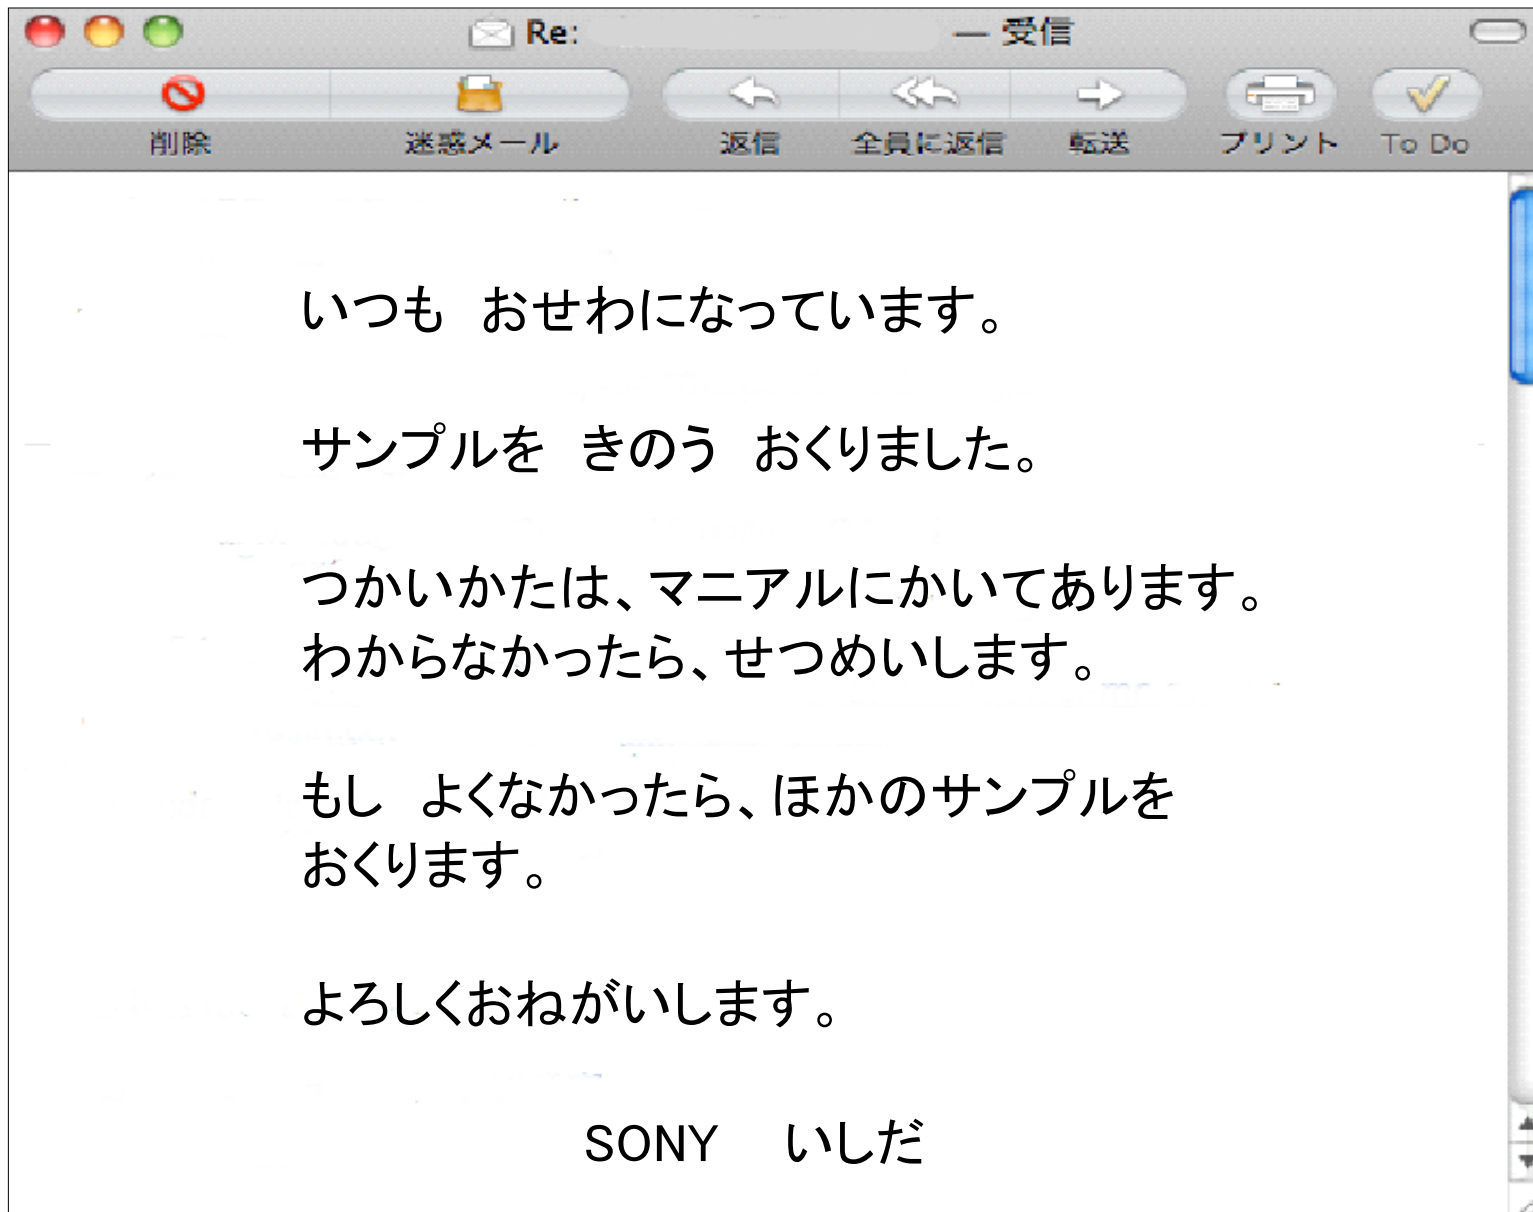 Re: — 受信
削除 迷惑メール 返信 全員に返信 転送 プリント To Do
いつも　おせわになっています。
サンプルを　きのう　おくりました。
つかいかたは、マニアルにかいてあります。
わからなかったら、せつめいします。
もし　よくなかったら、ほかのサンプルを
おくります。
よろしくおねがいします。
SONY　いしだ